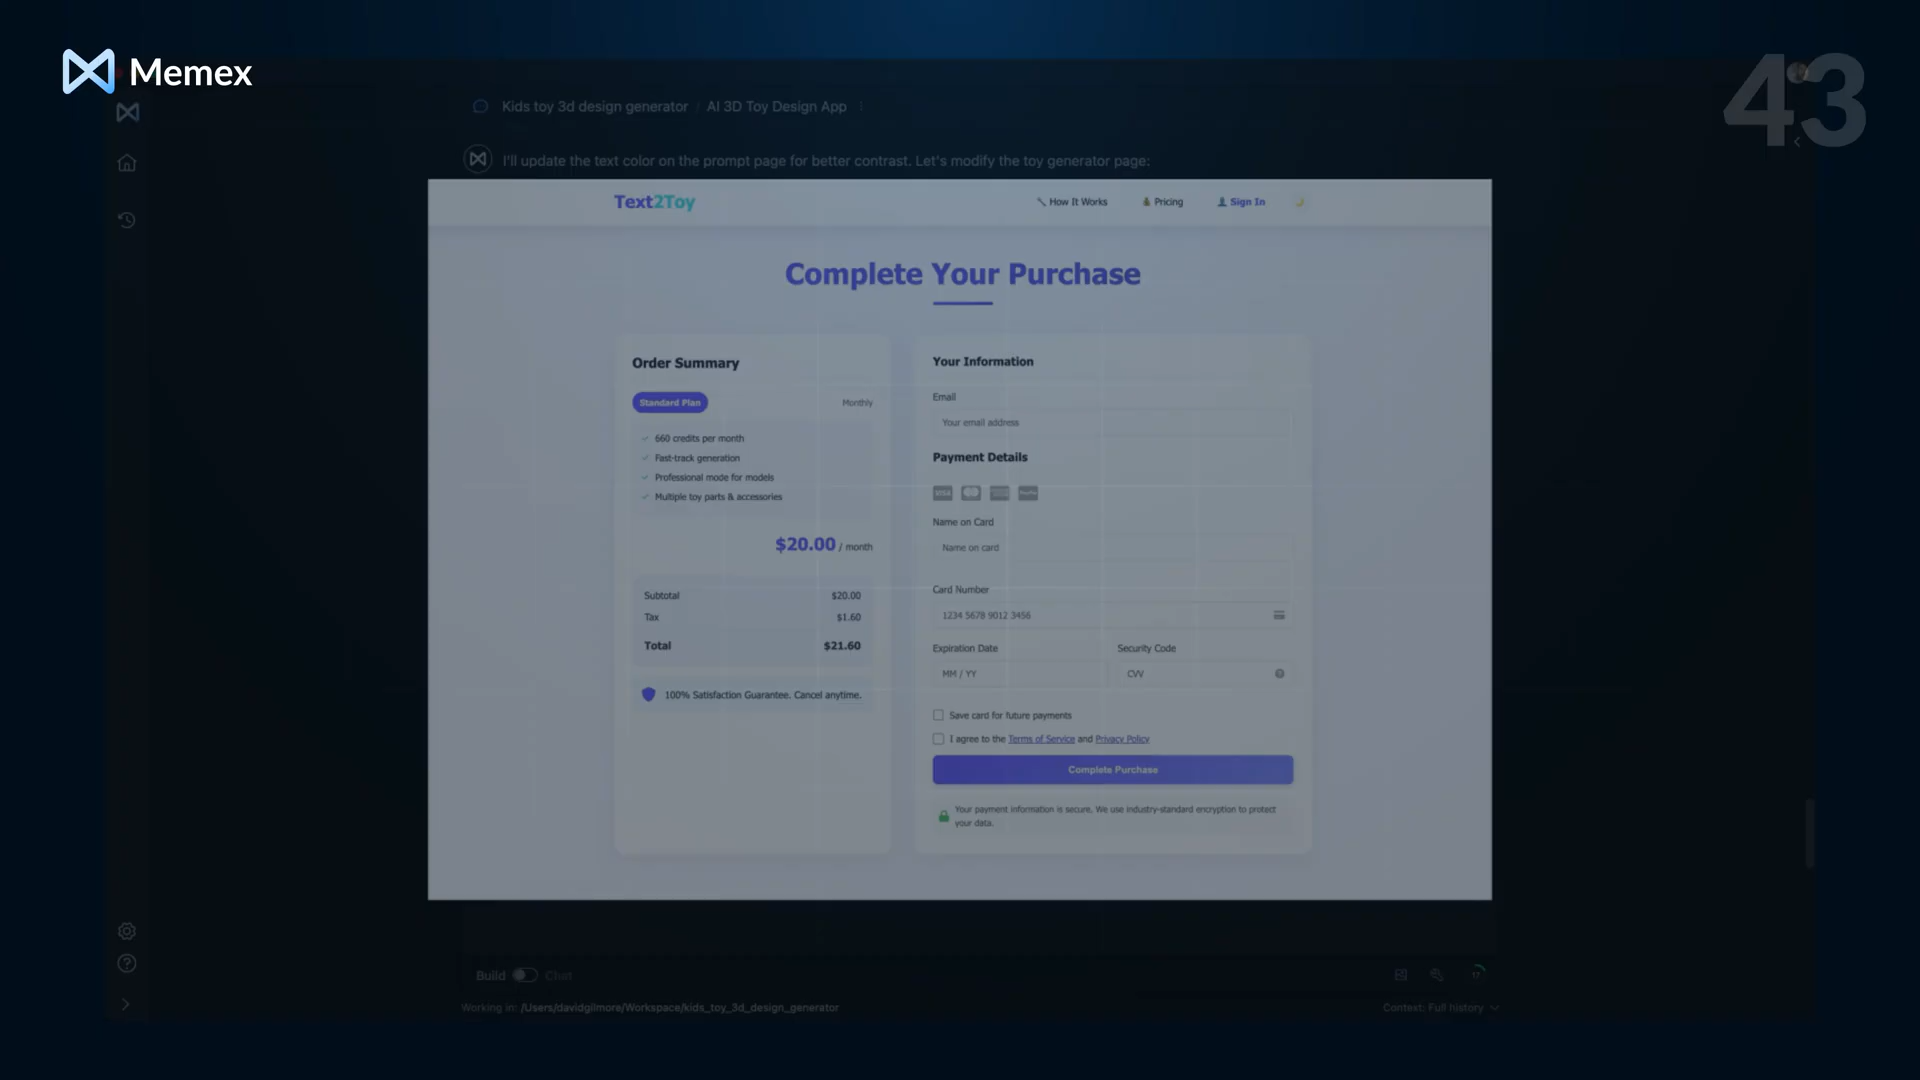 Memex
43
Kids toy 3d design generator / AI 3D Toy Design App
I'll update the text color on the prompt page for better contrast. Let's modify the toy generator page:
Text2Toy
How It Works
Pricing
Sign In
Complete Your Purchase
Order Summary
Standard Plan
Monthly
660 credits per month
Fast-track generation
Professional mode for models
Multiple toy parts & accessories
$20.00 / month
Subtotal $20.00
Tax $1.60
Total $21.60
100% Satisfaction Guarantee. Cancel anytime.
Your Information
Email
Your email address
Payment Details
VISA
PayPal
Name on Card
Name on card
Card Number
1234 5678 9012 3456
Expiration Date
Security Code
MM / YY
CVV
Save card for future payments
I agree to the Terms of Service and Privacy Policy
Complete Purchase
Your payment information is secure. We use industry-standard encryption to protect
your data.
Build
Chat
17
Working in: /Users/davidgilmore/Workspace/kids_toy_3d_design_generator
Context: Full history